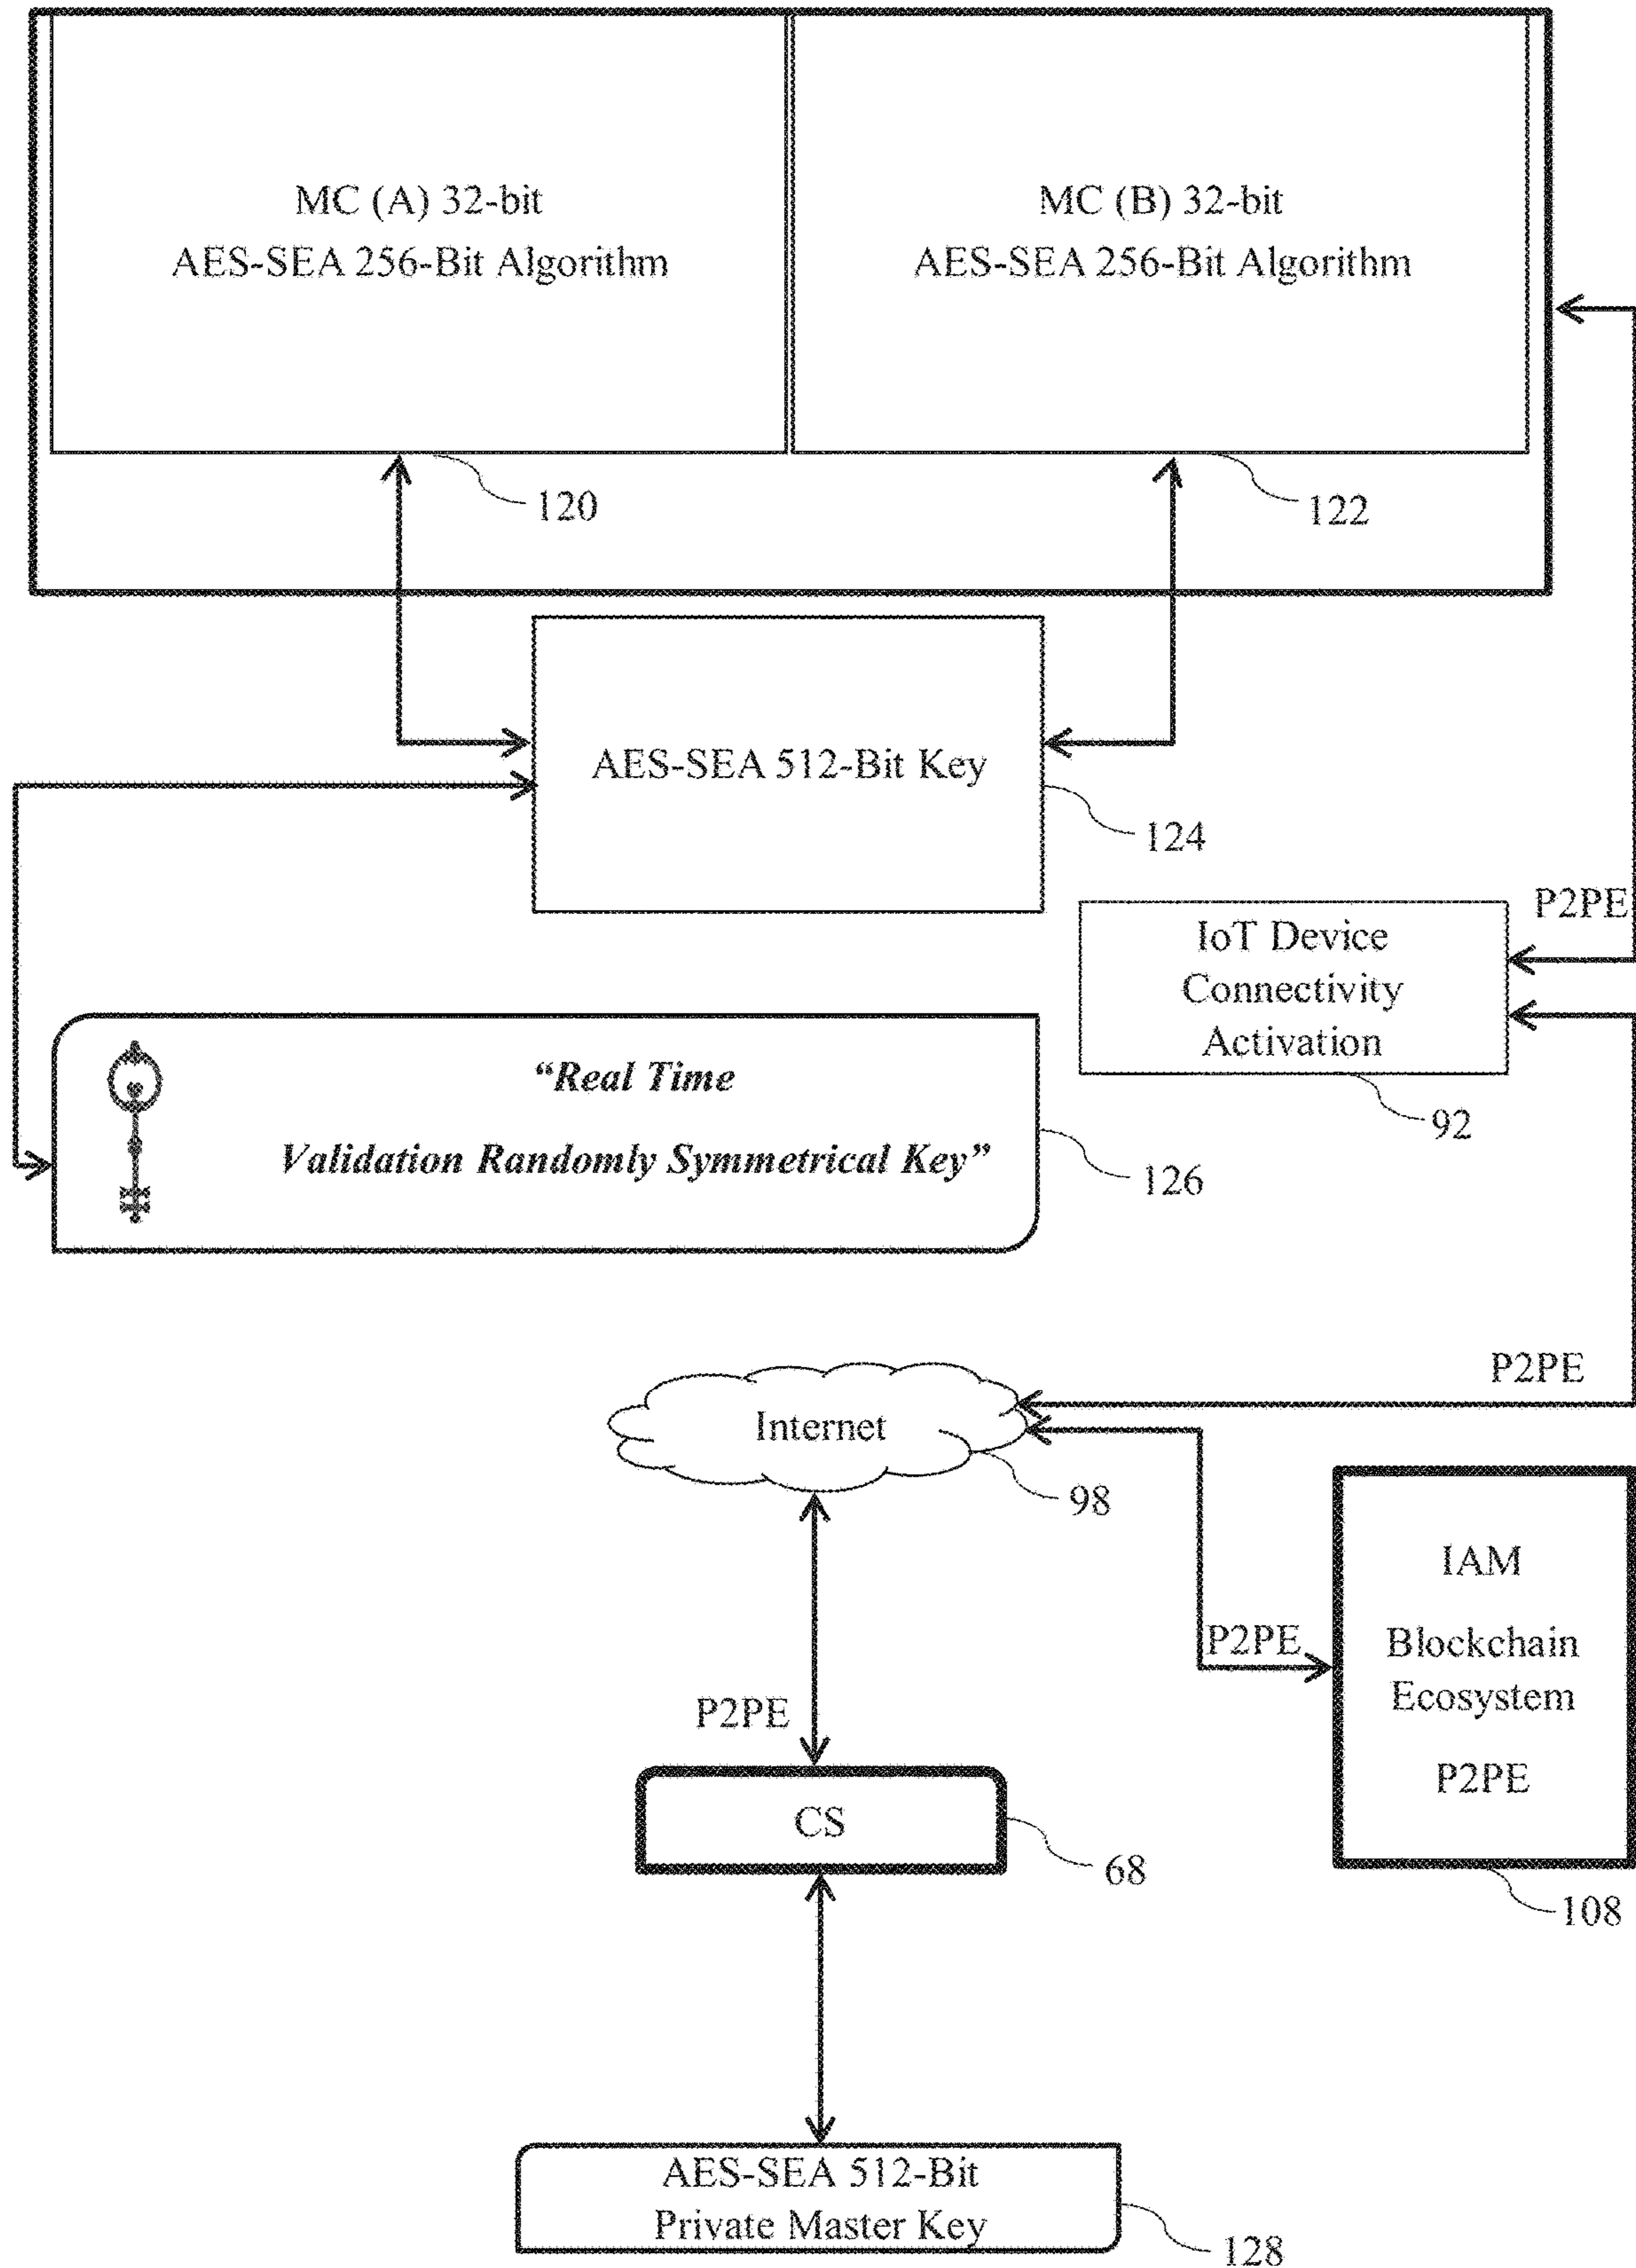 MC (A) 32-bit
AES-SEA 256-Bit Algorithm
MC (B) 32-bit
AES-SEA 256-Bit Algorithm
120
122
AES-SEA 512-Bit Key
124
P2PE
IoT Device
Connectivity
Activation
92
“Real Time
Validation Randomly Symmetrical Key”
126
P2PE
Internet
98
IAM
Blockchain
Ecosystem
P2PE
P2PE
108
P2PE
CS
68
AES-SEA 512-Bit
Private Master Key
128